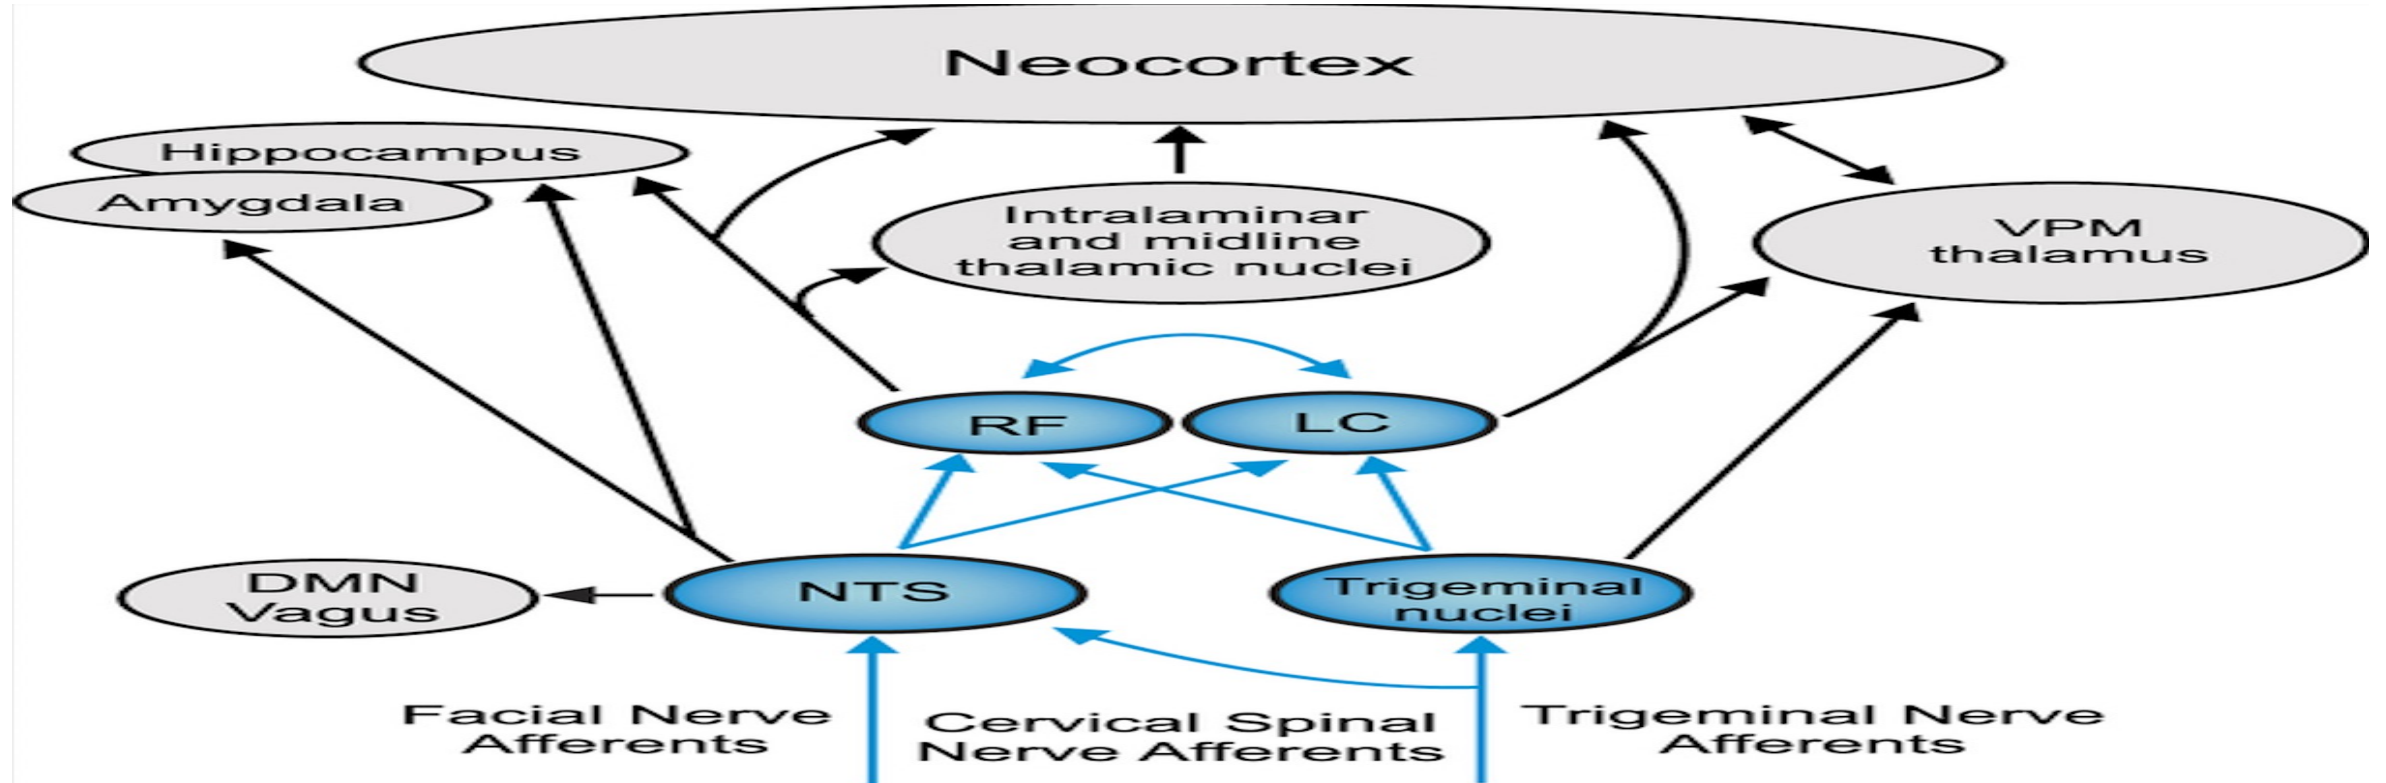 Neocortex
Hippocampus
Amygdala
Intralaminar
and midline
thalamic nuclei
VPM
thalamus
RF
LC
DMN
Vagus
NTS
Trigeminal
nuclei
Facial Nerve
Afferents
Cervical Spinal
Nerve Afferents
Trigeminal Nerve
Afferents